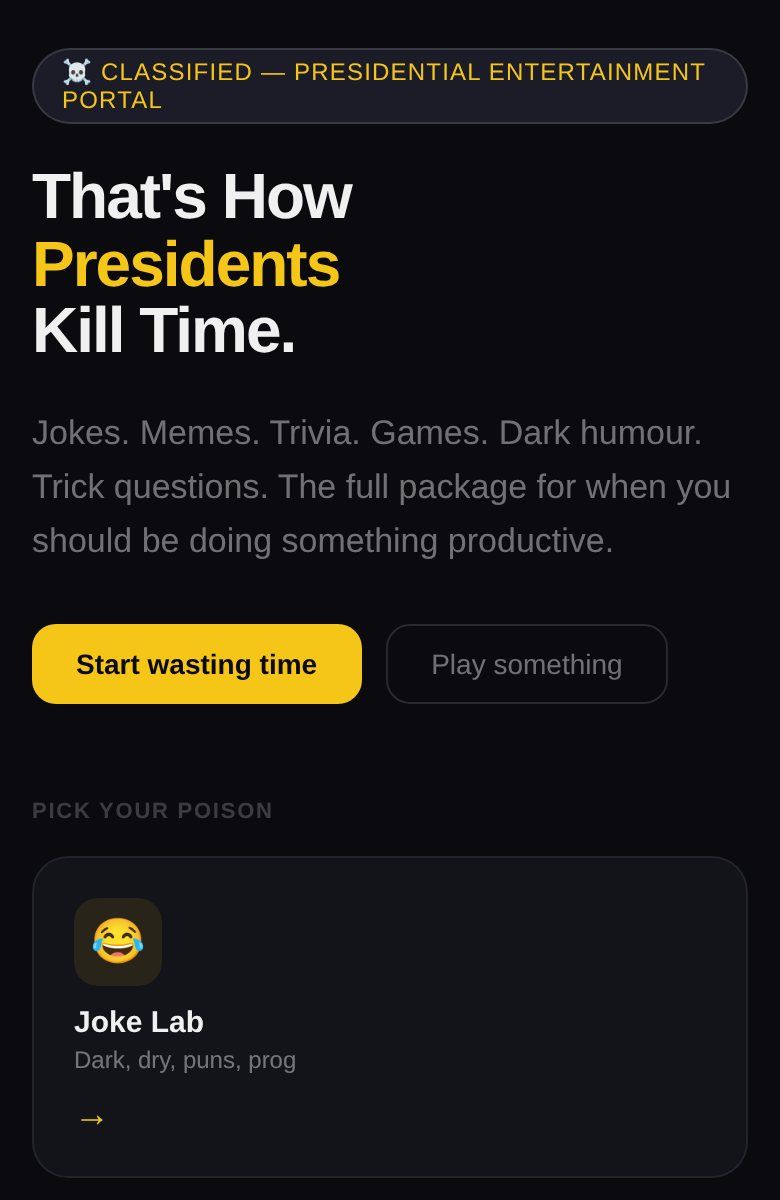 ☠️ CLASSIFIED — PRESIDENTIAL ENTERTAINMENT
PORTAL
That's How
Presidents
Kill Time.
Jokes. Memes. Trivia. Games. Dark humour.
Trick questions. The full package for when you
should be doing something productive.
Start wasting time
Play something
PICK YOUR POISON
😂
Joke Lab
Dark, dry, puns, prog
→